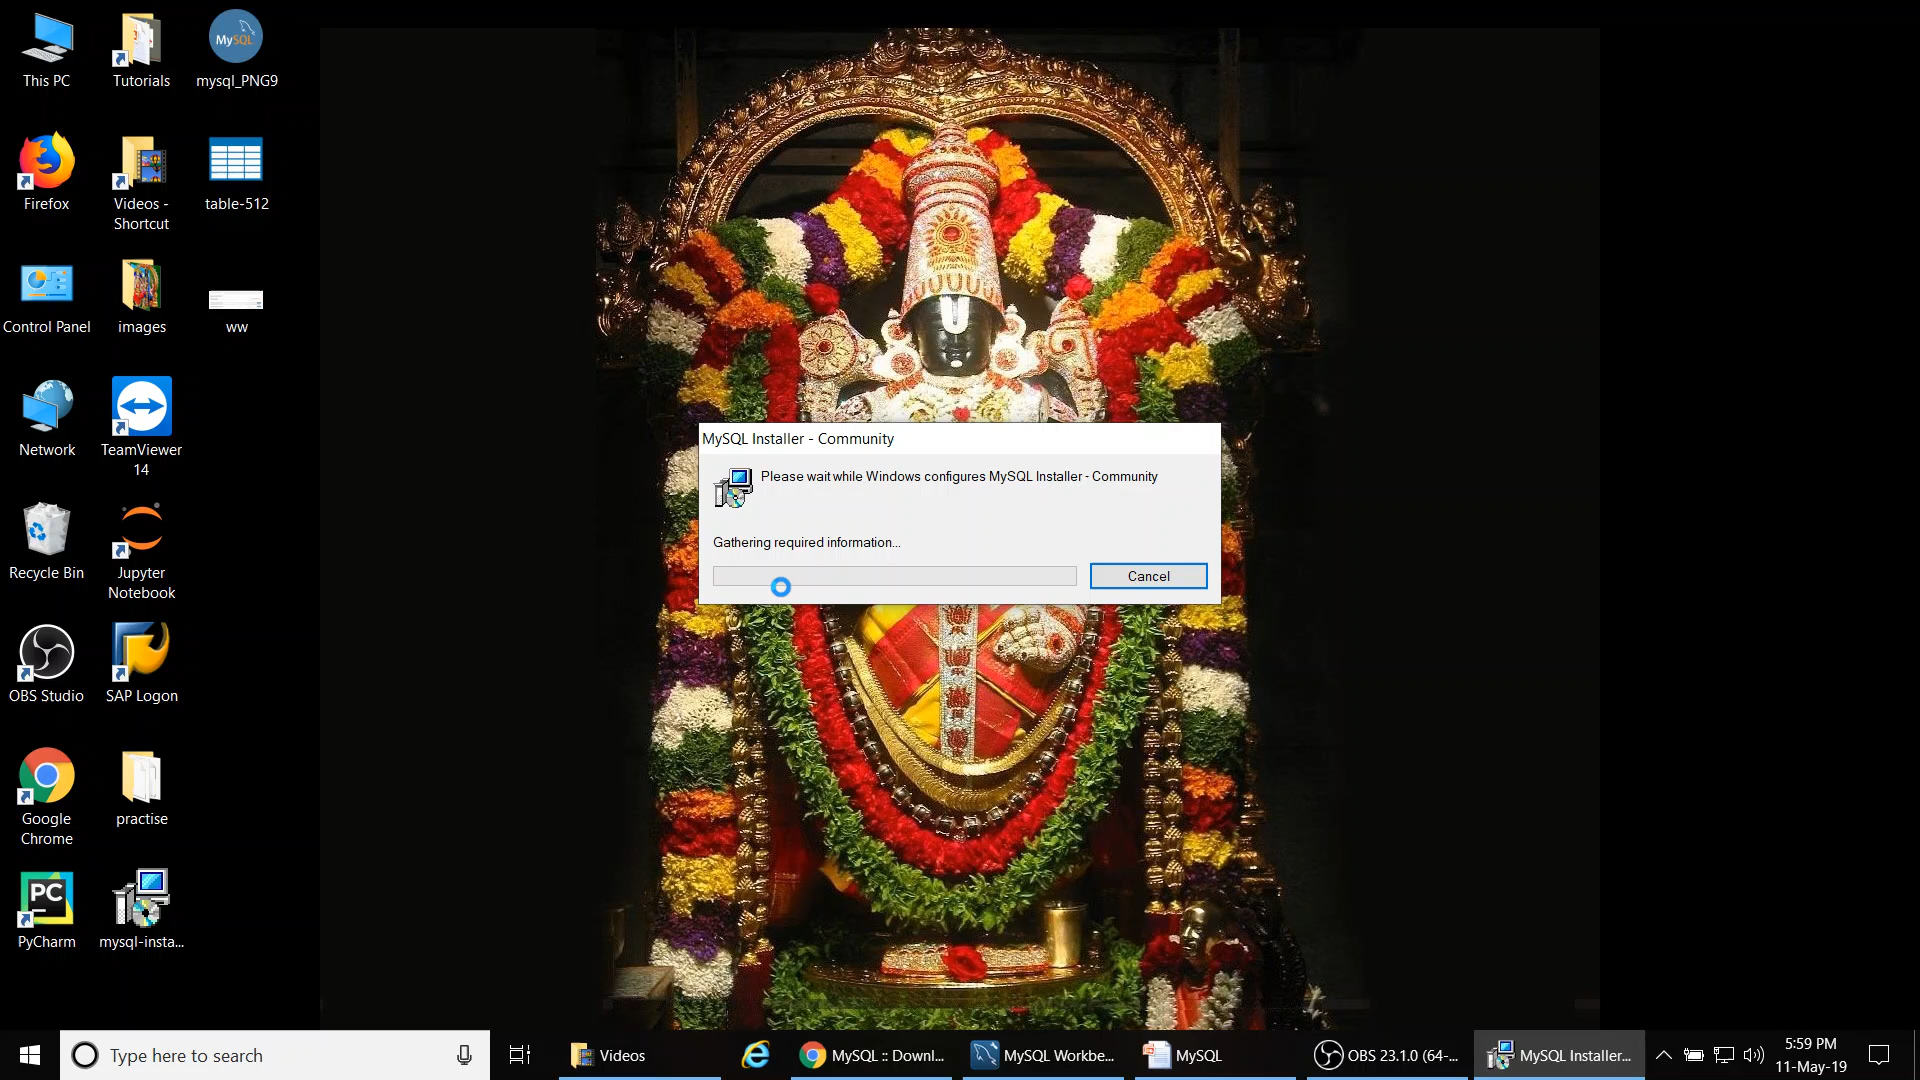 This PC
Tutorials
MySQL
mysql_PNG9
Firefox
Videos -
Shortcut
table-512
Control Panel
images
ww
Network
TeamViewer
14
Recycle Bin
Jupyter
Notebook
OBS Studio
SAP Logon
Google
Chrome
practise
PC
PyCharm
mysql-insta...
MySQL Installer - Community
Please wait while Windows configures MySQL Installer - Community
Gathering required information...
Cancel
Type here to search
Videos
MySQL :: Downl...
MySQL Workbe...
MySQL
OBS 23.1.0 (64-...
MySQL Installer...
5:59 PM
11-May-19